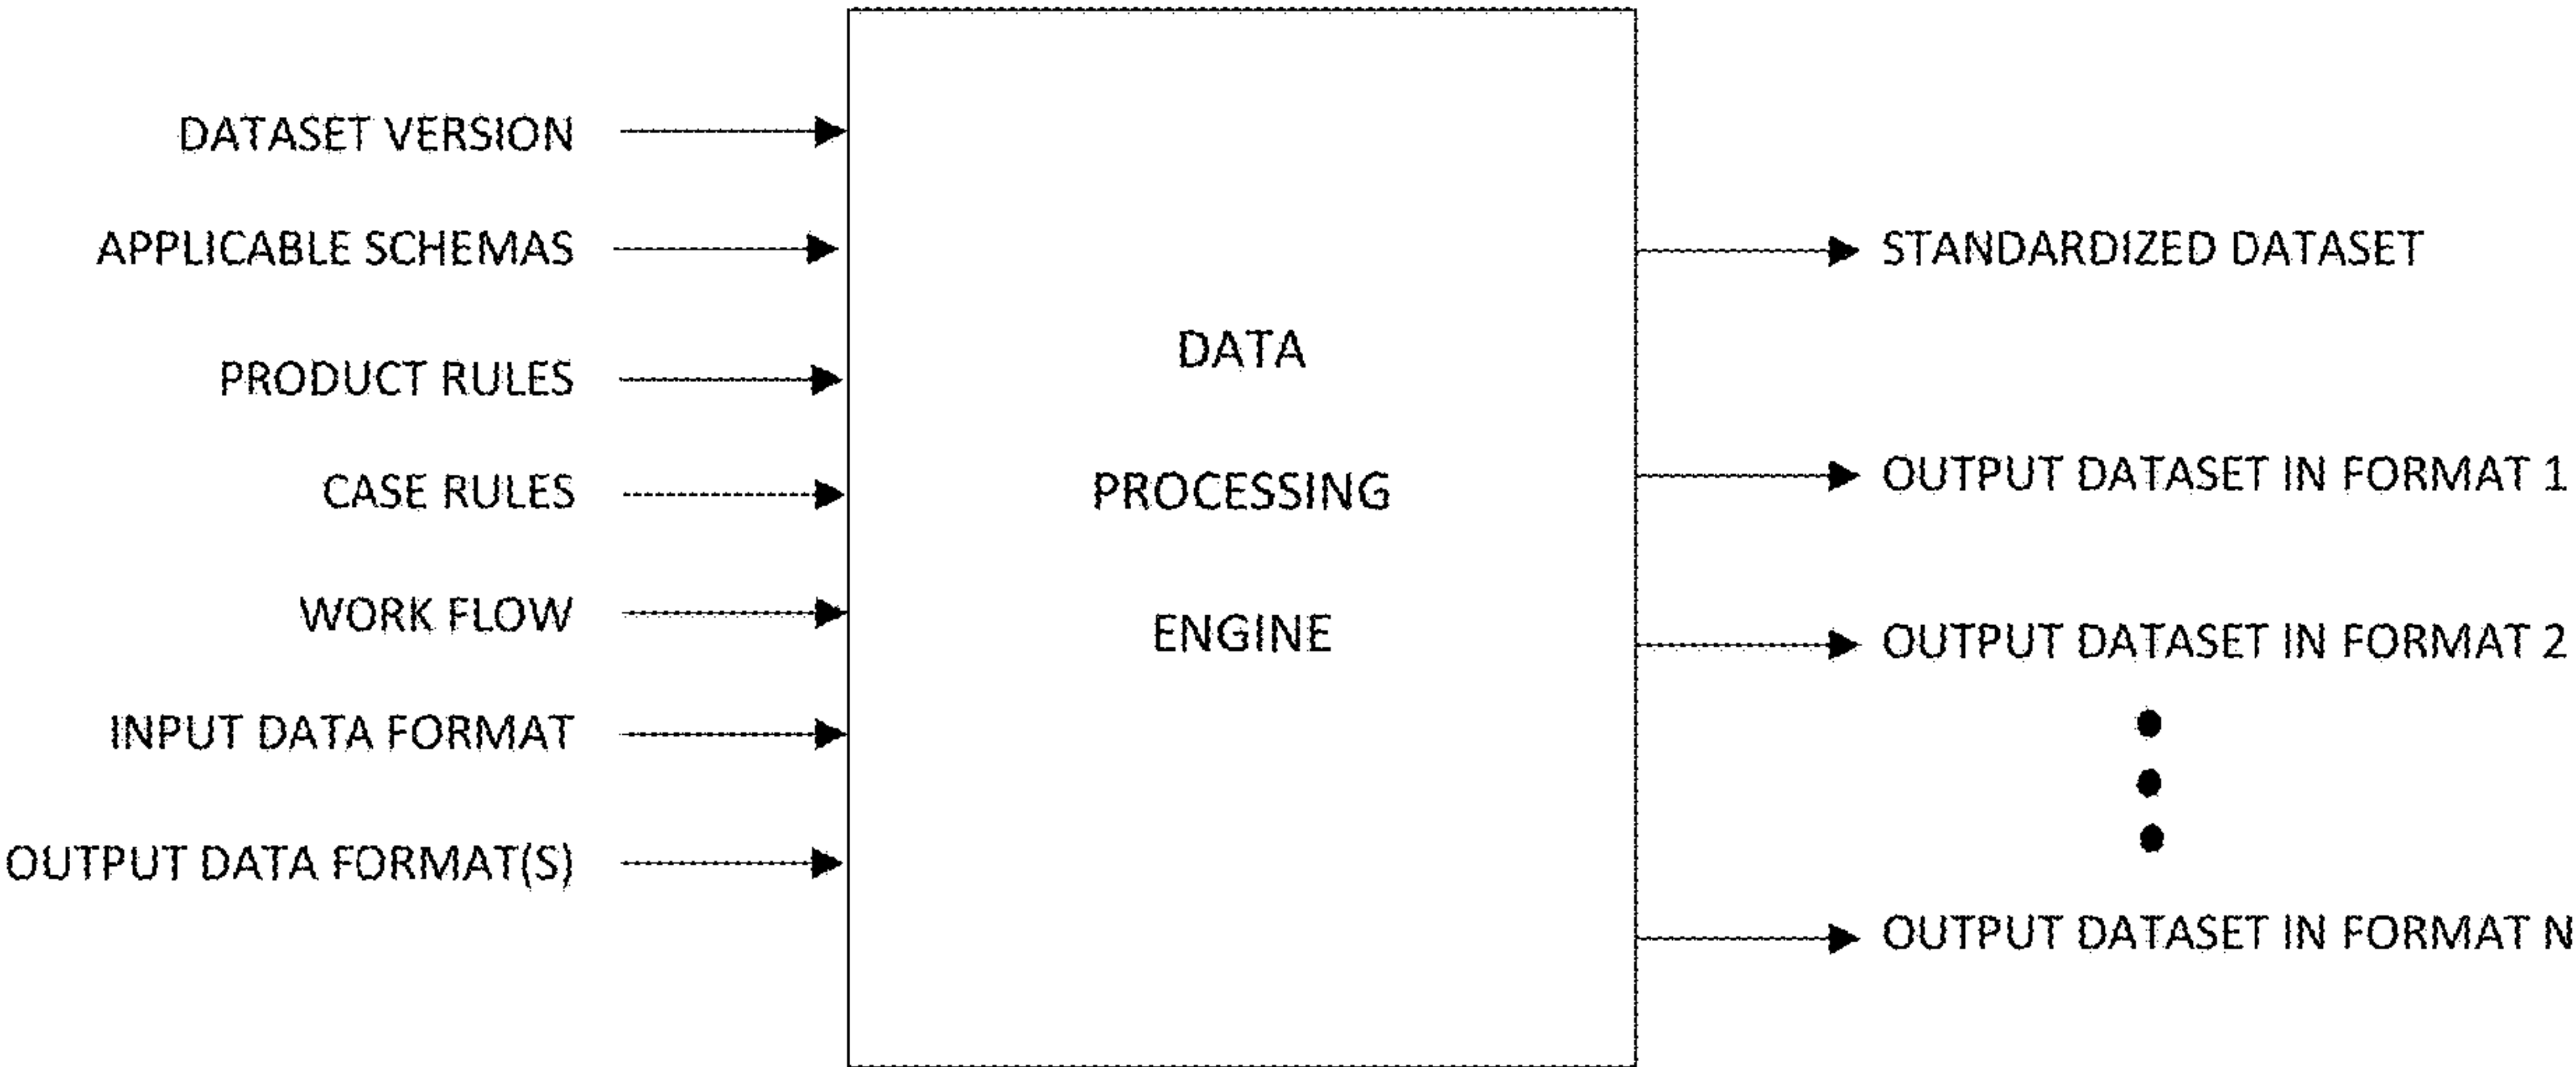 DATASET VERSION
APPLICABLE SCHEMAS
PRODUCT RULES
CASE RULES
WORK FLOW
INPUT DATA FORMAT
OUTPUT DATA FORMAT(S)
DATA
PROCESSING
ENGINE
STANDARDIZED DATASET
OUTPUT DATASET IN FORMAT 1
OUTPUT DATASET IN FORMAT 2
OUTPUT DATASET IN FORMAT N